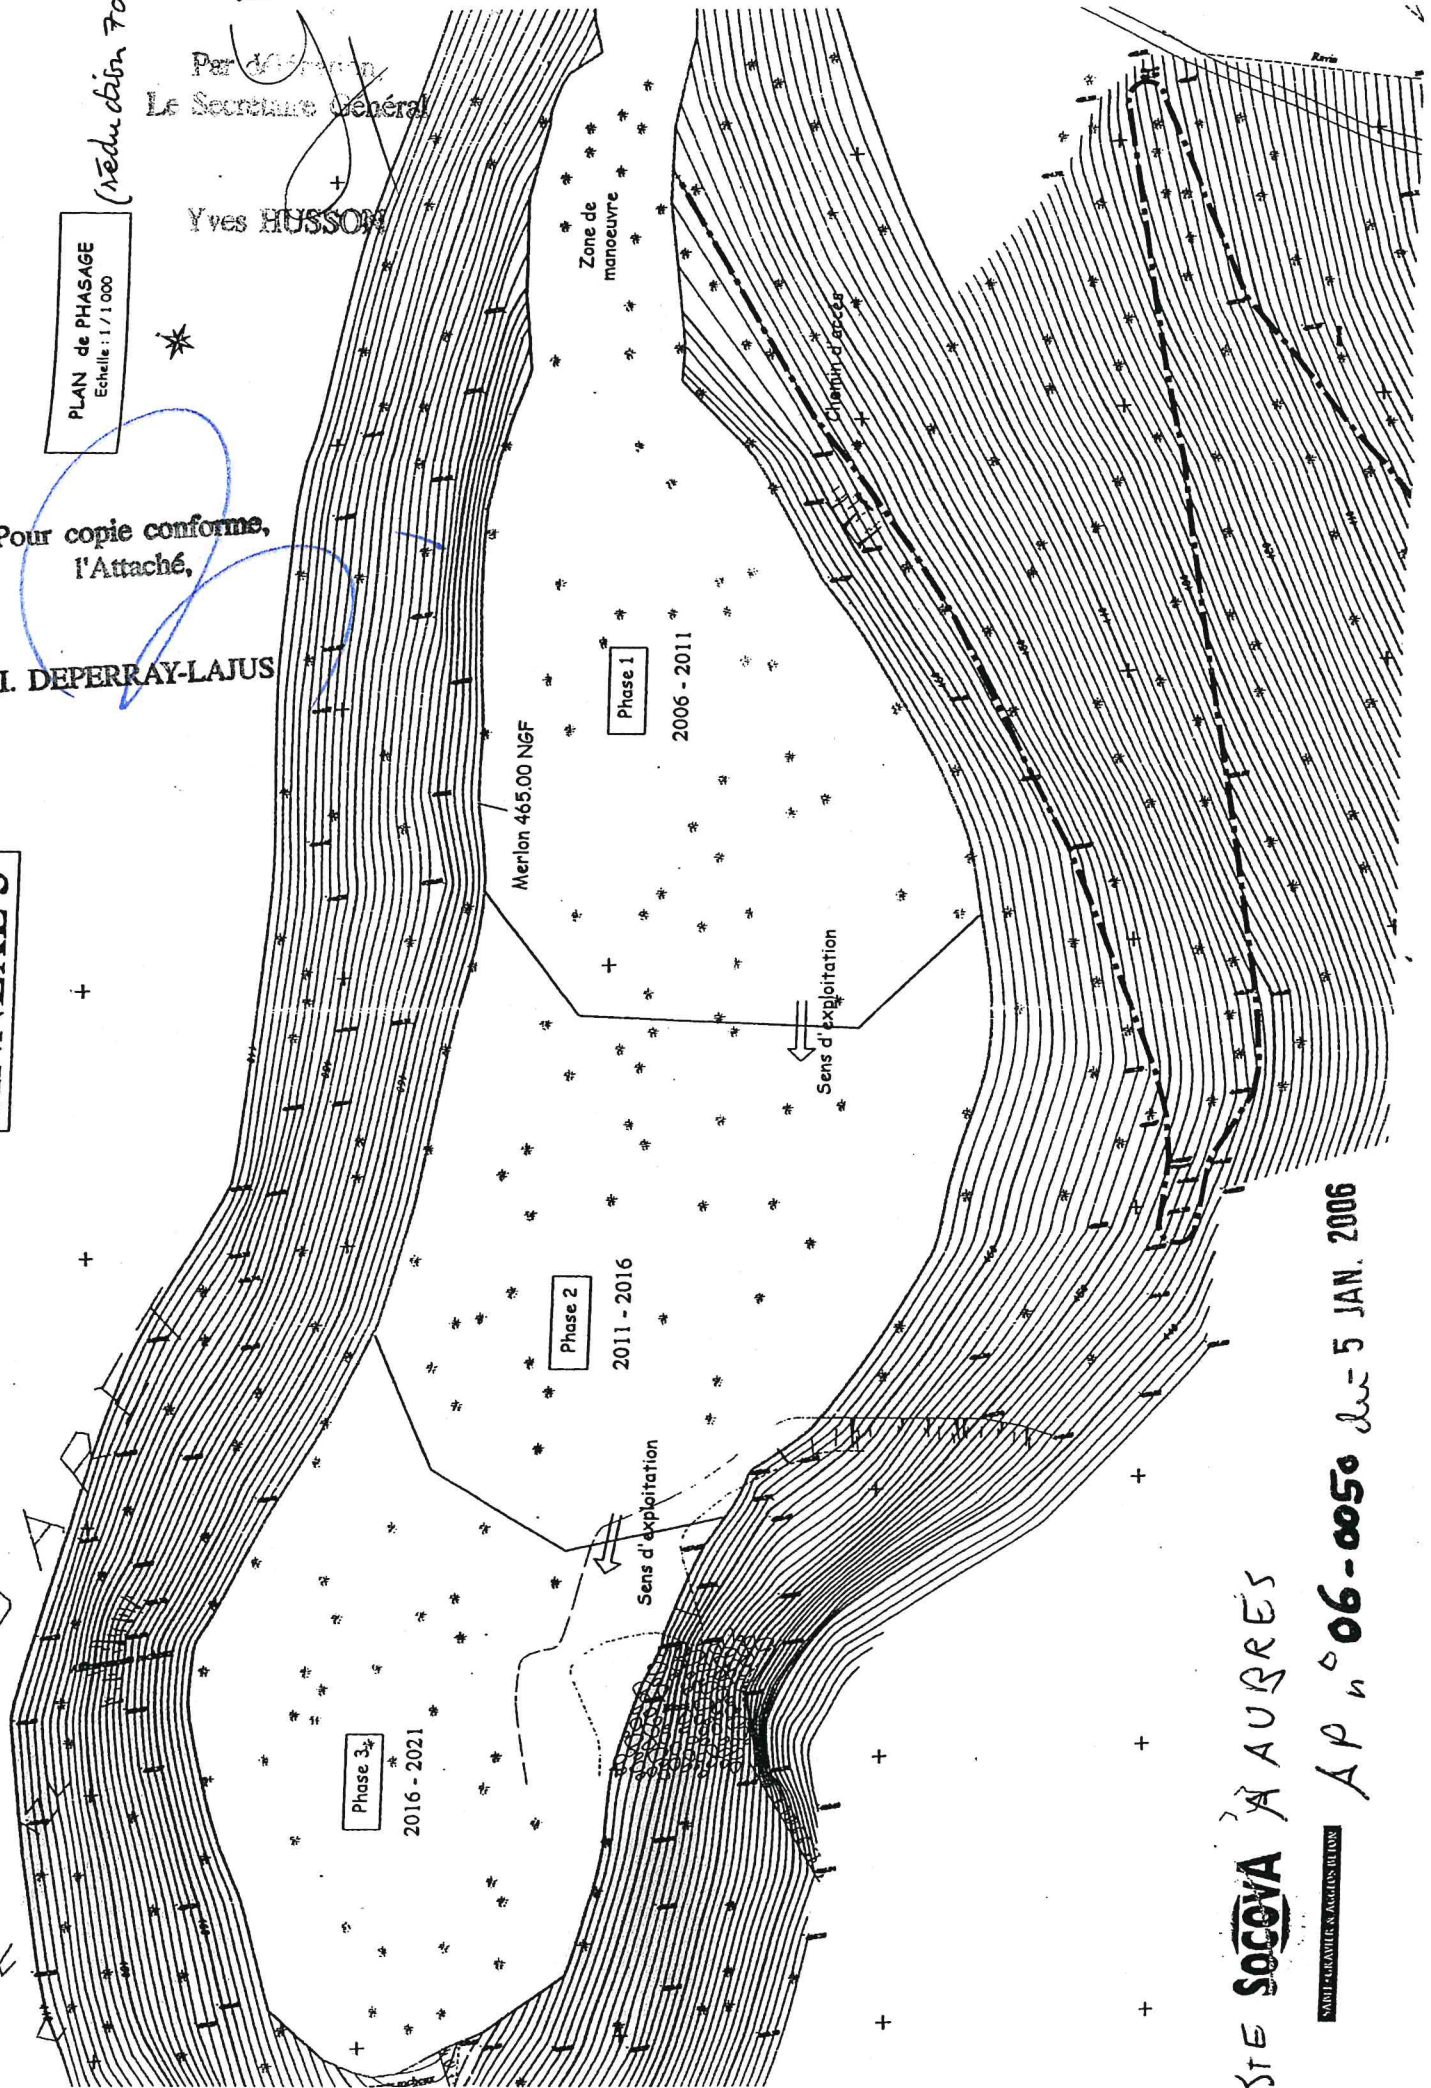 (réduction 70
Par délégation,
Le Secrétaire Général
Yves HUSSON
PLAN de PHASAGE
Echelle : 1 / 1 000
Pour copie conforme,
l'Attaché,
I. DEPERRAY-LAJUS
Ravin
Zone de
manoeuvre
Chemin d'accès
Phase 1
2006 - 2011
Merlon 465.00 NGF
Sens d'exploitation
Phase 2
2011 - 2016
Sens d'exploitation
Phase 3
2016 - 2021
STE SOCOVA À AUBRES
SABLE • GRAVIER & AGGLOS BETON
AP n° 06-0050 du - 5 JAN. 2006